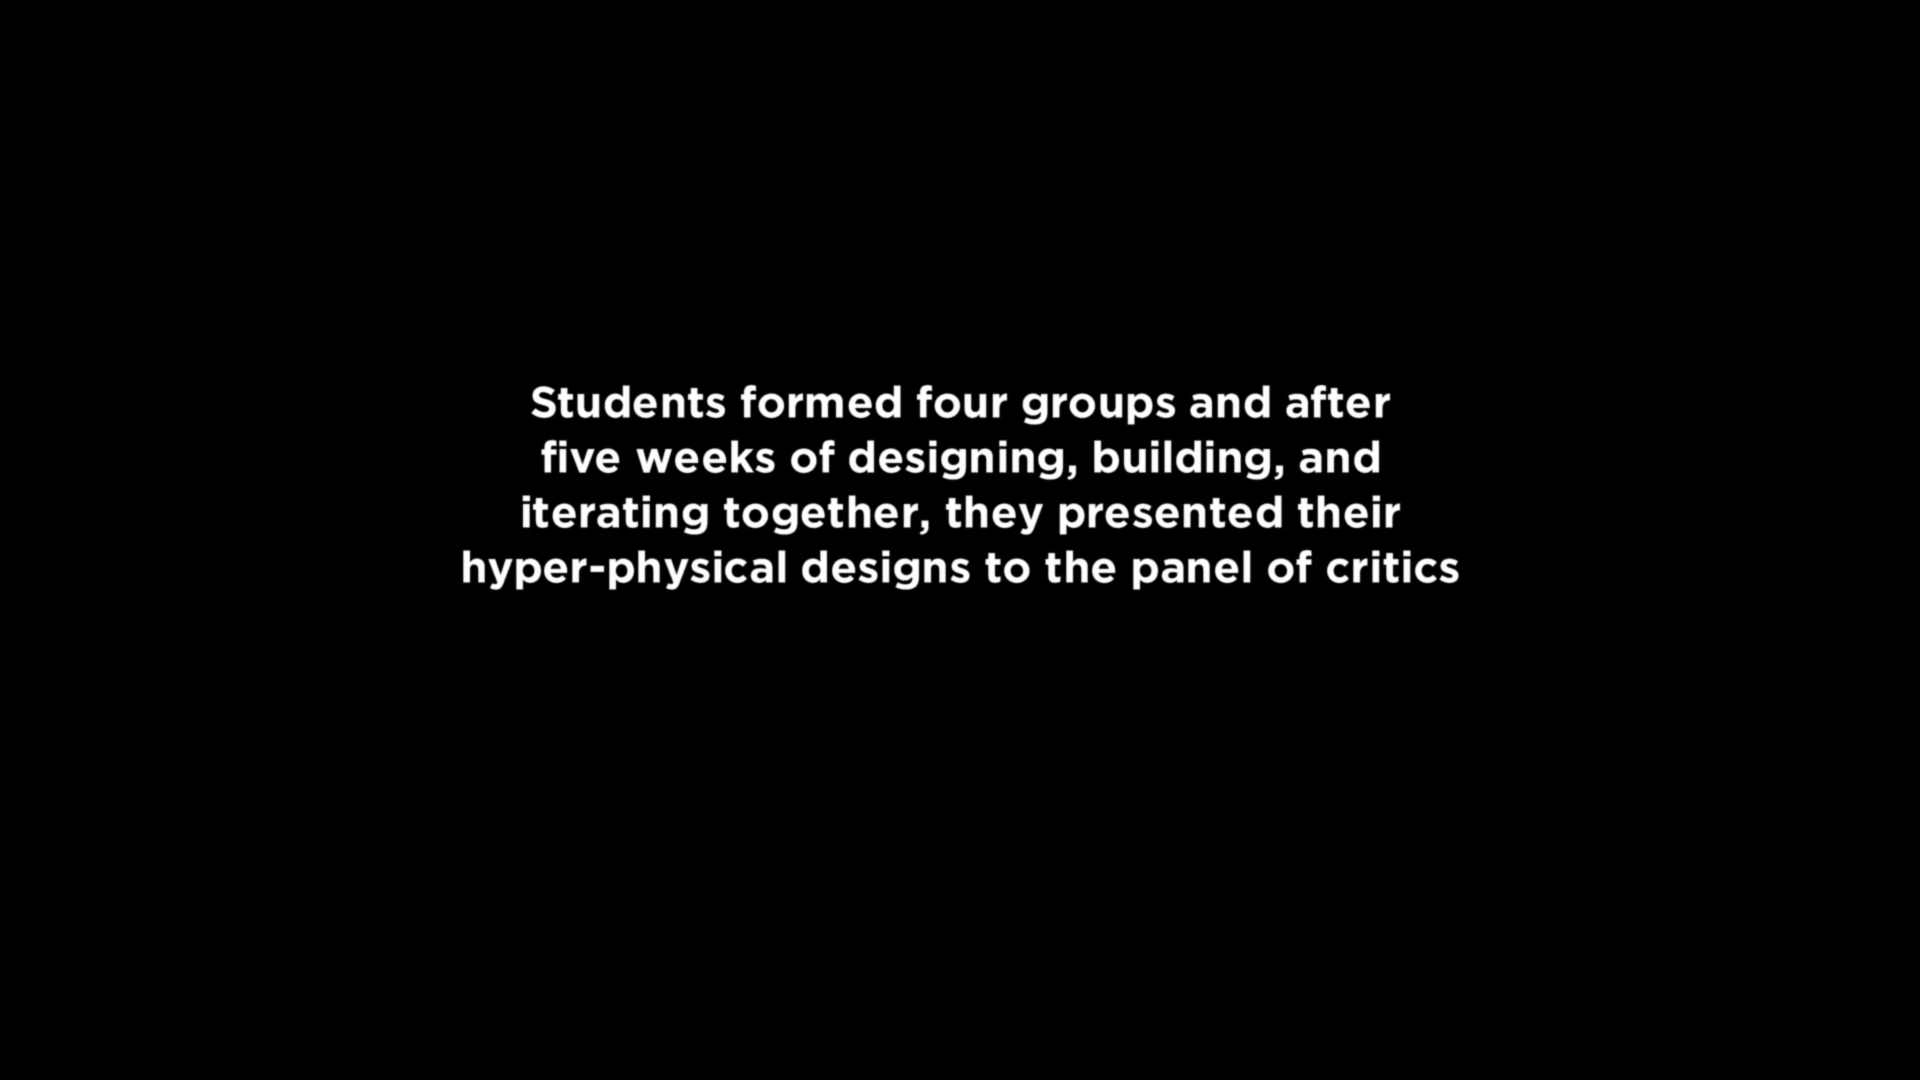 Students formed four groups and after
five weeks of designing, building, and
iterating together, they presented their
hyper-physical designs to the panel of critics